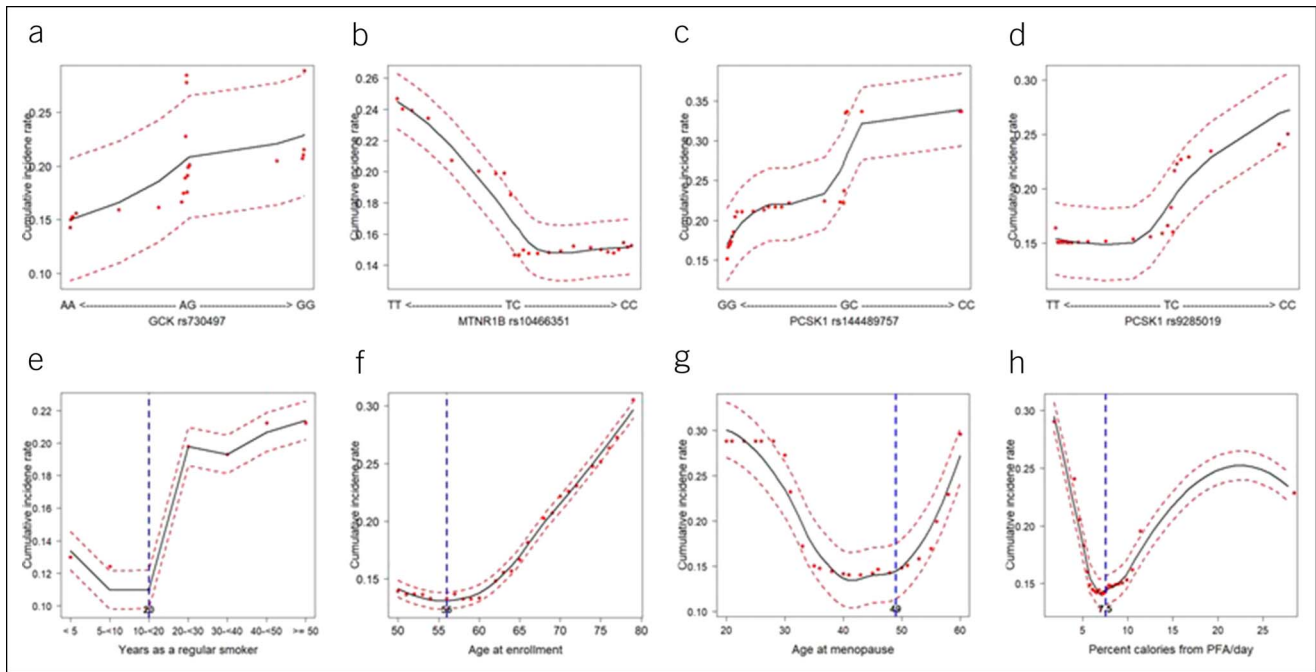 a
Cumulative incidene rate
0.25
0.20
0.15
0.10
AA <-------------------- AG --------------------> GG
GCK rs730497
b
Cumulative incidene rate
0.26
0.24
0.22
0.20
0.18
0.16
0.14
TT <-------------------- TC --------------------> CC
MTNR1B rs10466351
c
Cumulative incidene rate
0.35
0.30
0.25
0.20
0.15
GG <-------------------- GC --------------------> CC
PCSK1 rs144489757
d
Cumulative incidene rate
0.30
0.25
0.20
0.15
TT <-------------------- TC --------------------> CC
PCSK1 rs9285019
e
Cumulative incidene rate
0.22
0.20
0.18
0.16
0.14
0.12
0.10
20
< 5 5-<10 10-<20 20-<30 30-<40 40-<50 >= 50
Years as a regular smoker
f
Cumulative incidene rate
0.30
0.25
0.20
0.15
56
50 55 60 65 70 75 80
Age at enrollment
g
Cumulative incidene rate
0.30
0.25
0.20
0.15
0.10
49
20 30 40 50 60
Age at menopause
h
Cumulative incidene rate
0.30
0.25
0.20
0.15
7.5
5 10 15 20 25
Percent calories from PFA/day